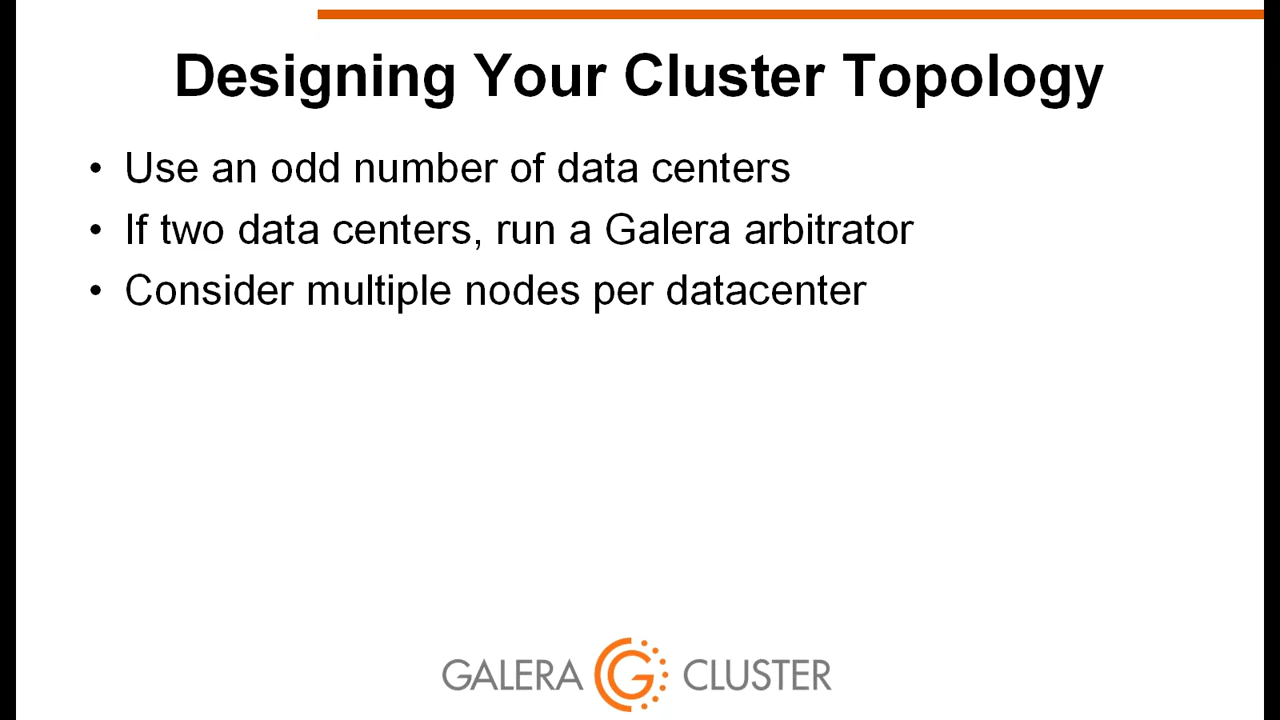 Designing Your Cluster Topology
• Use an odd number of data centers
• If two data centers, run a Galera arbitrator
• Consider multiple nodes per datacenter
GALERA G CLUSTER